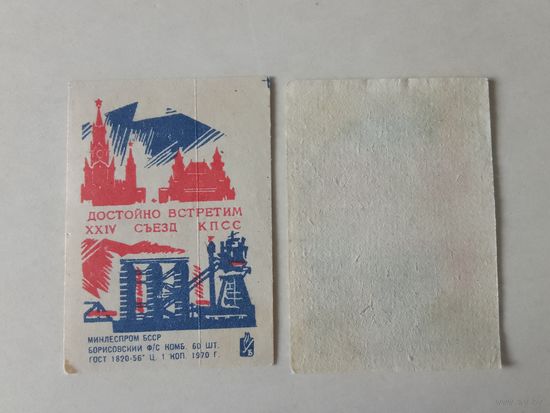 ДОСТОЙНО ВСТРЕТИМ
XXIV СЪЕЗД КПСС
МИНЛЕСПРОМ БССР
БОРИСОВСКИЙ Ф/С КОМБ. 60 ШТ.
ГОСТ 1820-56* Ц. 1 КОП. 1970 Г.
Б